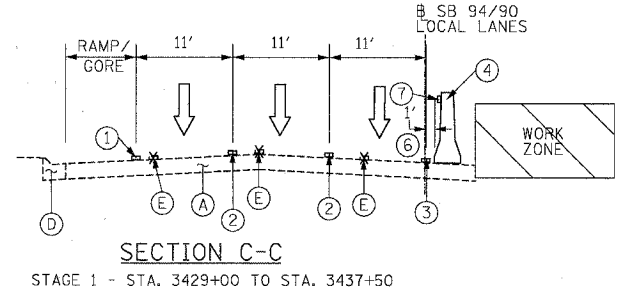 B SB 94/90
LOCAL LANES
RAMP/
GORE
11'
11'
11'
4
7
1'
6
WORK
ZONE
1
E
A
2
E
2
E
3
D
SECTION C-C
STAGE 1 - STA. 3429+00 TO STA. 3437+50